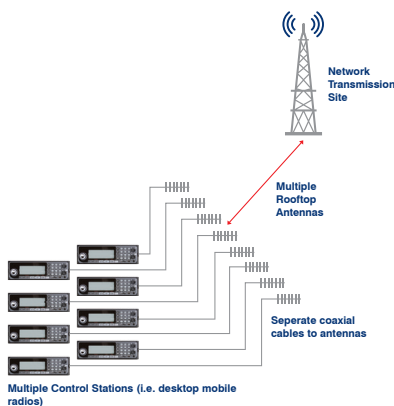 Network
Transmission
Site
Multiple
Rooftop
Antennas
Seperate coaxial
cables to antennas
Multiple Control Stations (i.e. desktop mobile
radios)